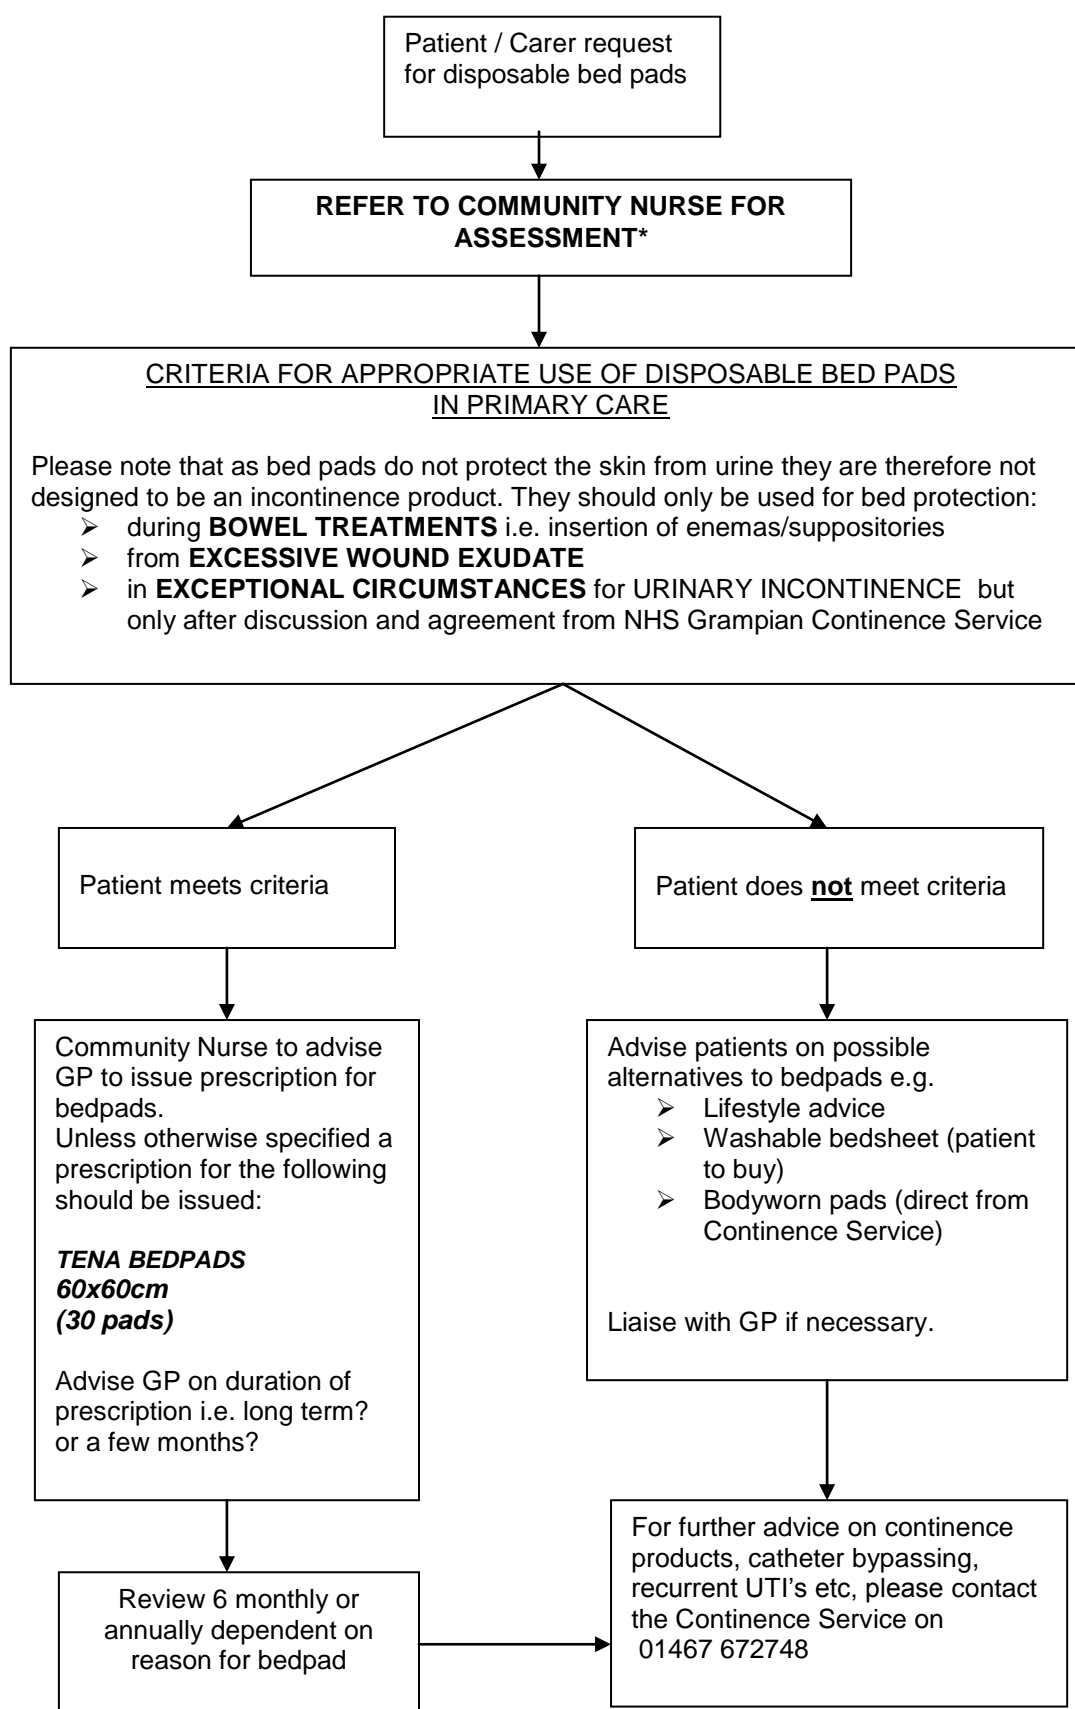 Patient / Carer request
for disposable bed pads
REFER TO COMMUNITY NURSE FOR
ASSESSMENT*
CRITERIA FOR APPROPRIATE USE OF DISPOSABLE BED PADS
IN PRIMARY CARE
Please note that as bed pads do not protect the skin from urine they are therefore not
designed to be an incontinence product. They should only be used for bed protection:
➢ during BOWEL TREATMENTS i.e. insertion of enemas/suppositories
➢ from EXCESSIVE WOUND EXUDATE
➢ in EXCEPTIONAL CIRCUMSTANCES for URINARY INCONTINENCE but
only after discussion and agreement from NHS Grampian Continence Service
Patient meets criteria
Patient does not meet criteria
Community Nurse to advise
GP to issue prescription for
bedpads.
Unless otherwise specified a
prescription for the following
should be issued:
TENA BEDPADS
60x60cm
(30 pads)
Advise GP on duration of
prescription i.e. long term?
or a few months?
Advise patients on possible
alternatives to bedpads e.g.
➢ Lifestyle advice
➢ Washable bedsheet (patient
to buy)
➢ Bodyworn pads (direct from
Continence Service)
Liaise with GP if necessary.
Review 6 monthly or
annually dependent on
reason for bedpad
For further advice on continence
products, catheter bypassing,
recurrent UTI's etc, please contact
the Continence Service on
01467 672748